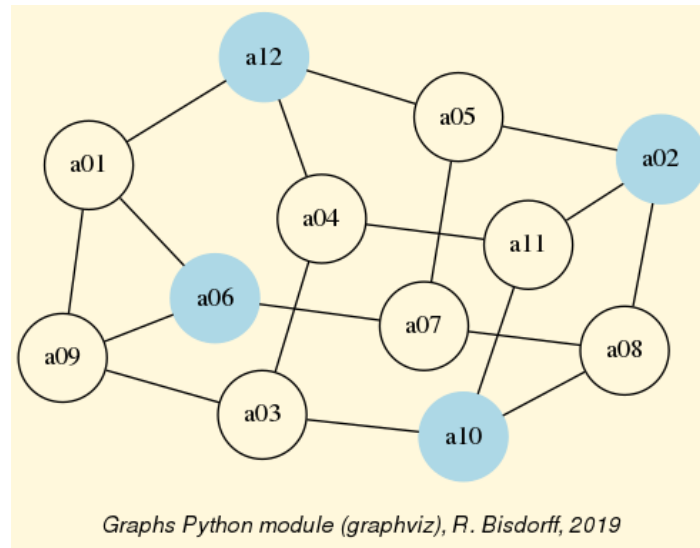 a12
a05
a02
a01
a04
a11
a06
a07
a08
a09
a03
a10
Graphs Python module (graphviz), R. Bisdorff, 2019